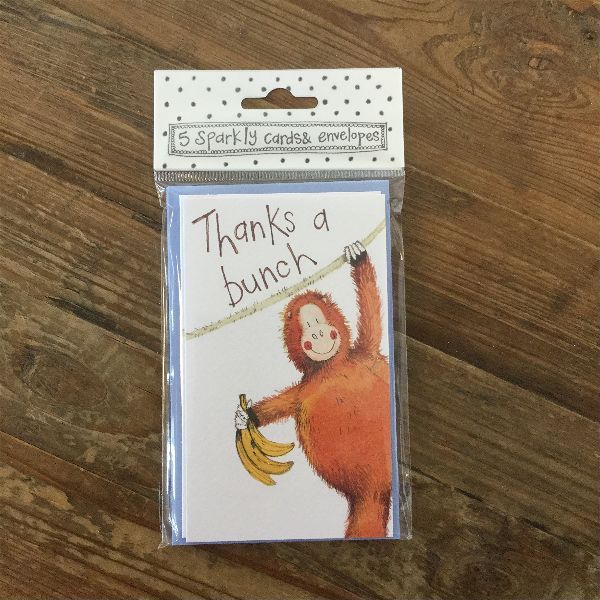 5 sparkly cards & envelopes
Thanks a
bunch